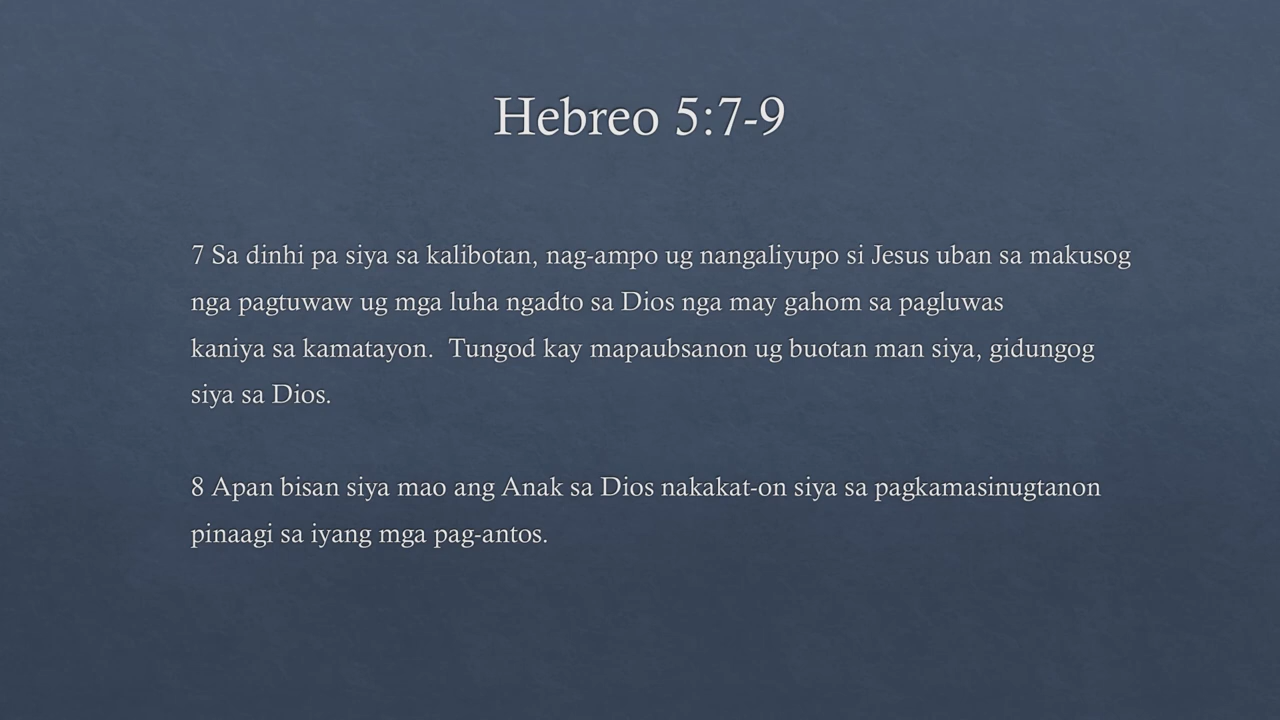 Hebreo 5:7-9
7 Sa dinhi pa siya sa kalibotan, nag-ampo ug nangaliyupo si Jesus uban sa makusog
nga pagtuwaw ug mga luha ngadto sa Dios nga may gahom sa pagluwas
kaniya sa kamatayon.  Tungod kay mapaubsanon ug buotan man siya, gidungog
siya sa Dios.
8 Apan bisan siya mao ang Anak sa Dios nakakat-on siya sa pagkamasinugtanon
pinaagi sa iyang mga pag-antos.